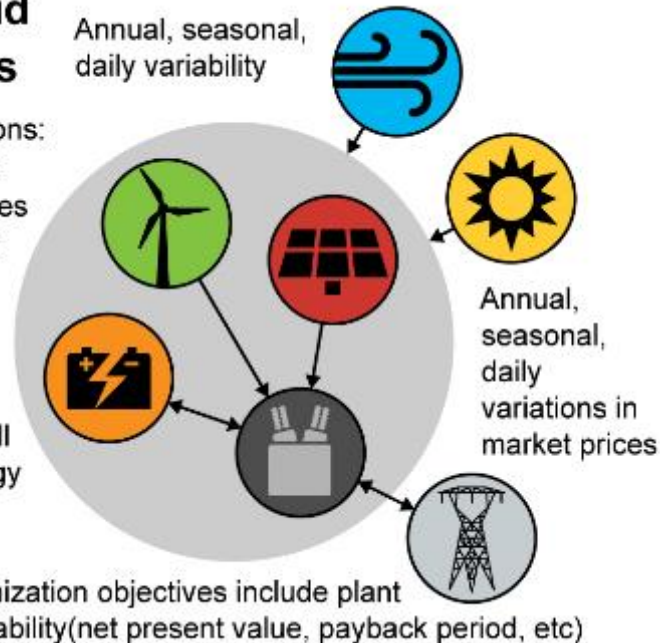 Annual, seasonal,
daily variability
s
ons:
es
Annual,
seasonal,
daily
variations in
market prices
ll
gy
nization objectives include plant
ability(net present value, payback period, etc)